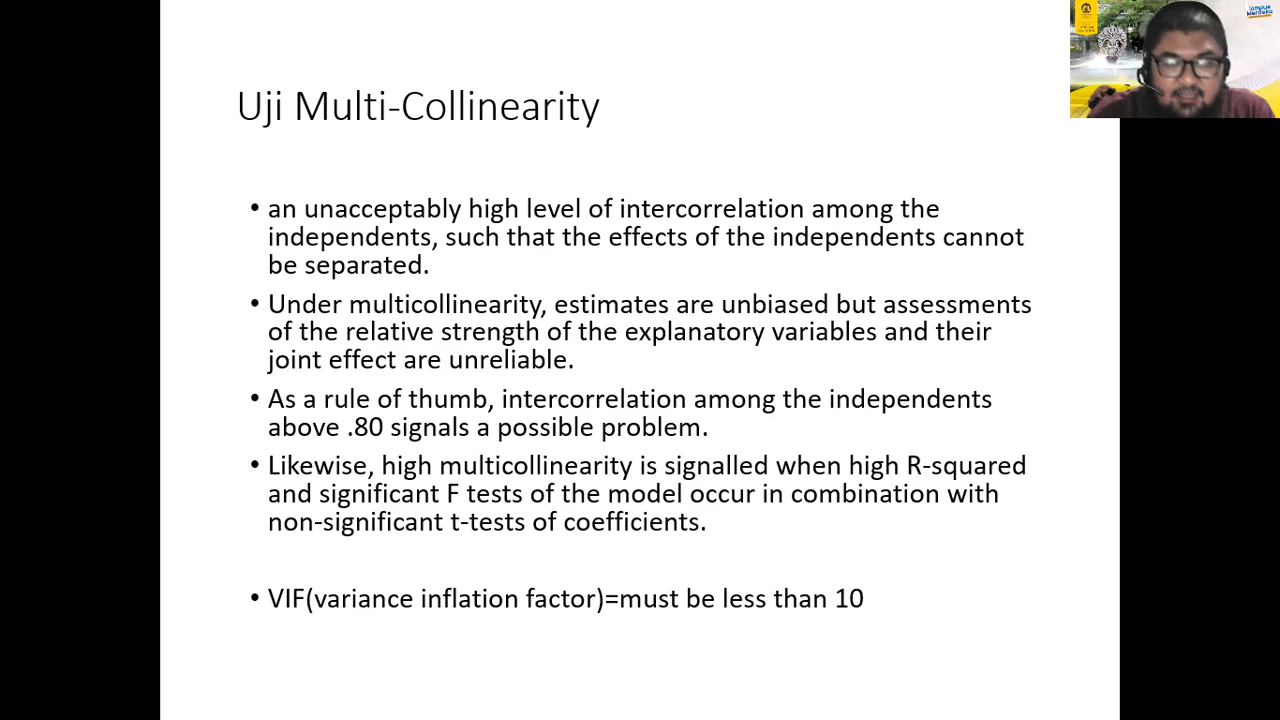 Uji Multi-Collinearity
• an unacceptably high level of intercorrelation among the
independents, such that the effects of the independents cannot
be separated.
• Under multicollinearity, estimates are unbiased but assessments
of the relative strength of the explanatory variables and their
joint effect are unreliable.
• As a rule of thumb, intercorrelation among the independents
above .80 signals a possible problem.
• Likewise, high multicollinearity is signalled when high R-squared
and significant F tests of the model occur in combination with
non-significant t-tests of coefficients.
• VIF(variance inflation factor)=must be less than 10